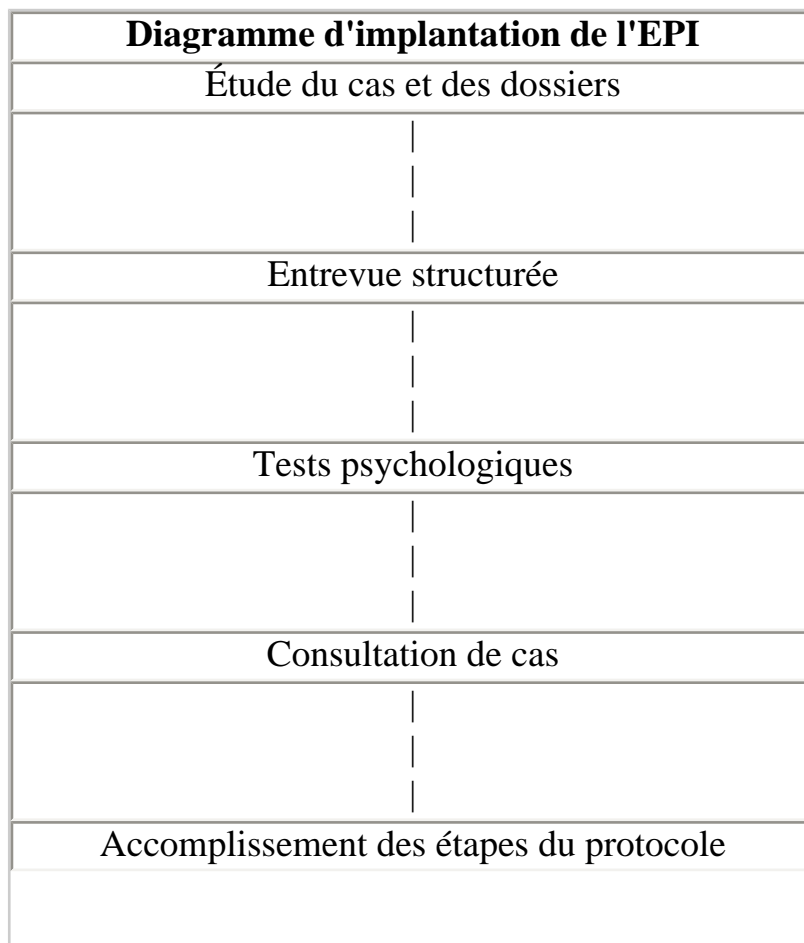 Diagramme d'implantation de l'EPI
Étude du cas et des dossiers
|
|
|
Entrevue structurée
|
|
|
Tests psychologiques
|
|
|
Consultation de cas
|
|
|
Accomplissement des étapes du protocole